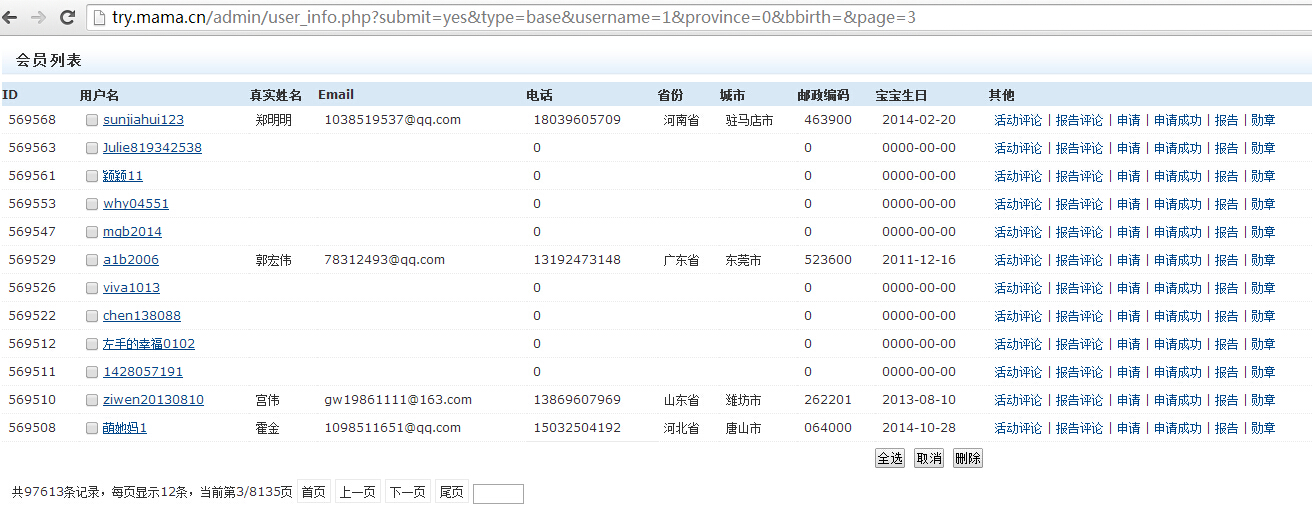 try.mama.cn/admin/user_info.php?submit=yes&type=base&username=1&province=0&bbirth=&page=3
会员列表
ID 用户名 真实姓名 Email 电话 省份 城市 邮政编码 宝宝生日 其他
569568 sunjiahui123 郑明明 1038519537@qq.com 18039605709 河南省 驻马店市 463900 2014-02-20 活动评论 | 报告评论 | 申请 | 申请成功 | 报告 | 勋章
569563 Julie819342538 0 0 0000-00-00 活动评论 | 报告评论 | 申请 | 申请成功 | 报告 | 勋章
569561 颖颖11 0 0 0000-00-00 活动评论 | 报告评论 | 申请 | 申请成功 | 报告 | 勋章
569553 why04551 0 0 0000-00-00 活动评论 | 报告评论 | 申请 | 申请成功 | 报告 | 勋章
569547 mqb2014 0 0 0000-00-00 活动评论 | 报告评论 | 申请 | 申请成功 | 报告 | 勋章
569529 a1b2006 郭宏伟 78312493@qq.com 13192473148 广东省 东莞市 523600 2011-12-16 活动评论 | 报告评论 | 申请 | 申请成功 | 报告 | 勋章
569526 viva1013 0 0 0000-00-00 活动评论 | 报告评论 | 申请 | 申请成功 | 报告 | 勋章
569522 chen138088 0 0 0000-00-00 活动评论 | 报告评论 | 申请 | 申请成功 | 报告 | 勋章
569512 左手的幸福0102 0 0 0000-00-00 活动评论 | 报告评论 | 申请 | 申请成功 | 报告 | 勋章
569511 1428057191 0 0 0000-00-00 活动评论 | 报告评论 | 申请 | 申请成功 | 报告 | 勋章
569510 ziwen20130810 宫伟 gw19861111@163.com 13869607969 山东省 潍坊市 262201 2013-08-10 活动评论 | 报告评论 | 申请 | 申请成功 | 报告 | 勋章
569508 萌她妈1 霍金 1098511651@qq.com 15032504192 河北省 唐山市 064000 2014-10-28 活动评论 | 报告评论 | 申请 | 申请成功 | 报告 | 勋章
全选 取消 删除
共97613条记录，每页显示12条，当前第3/8135页 首页 上一页 下一页 尾页